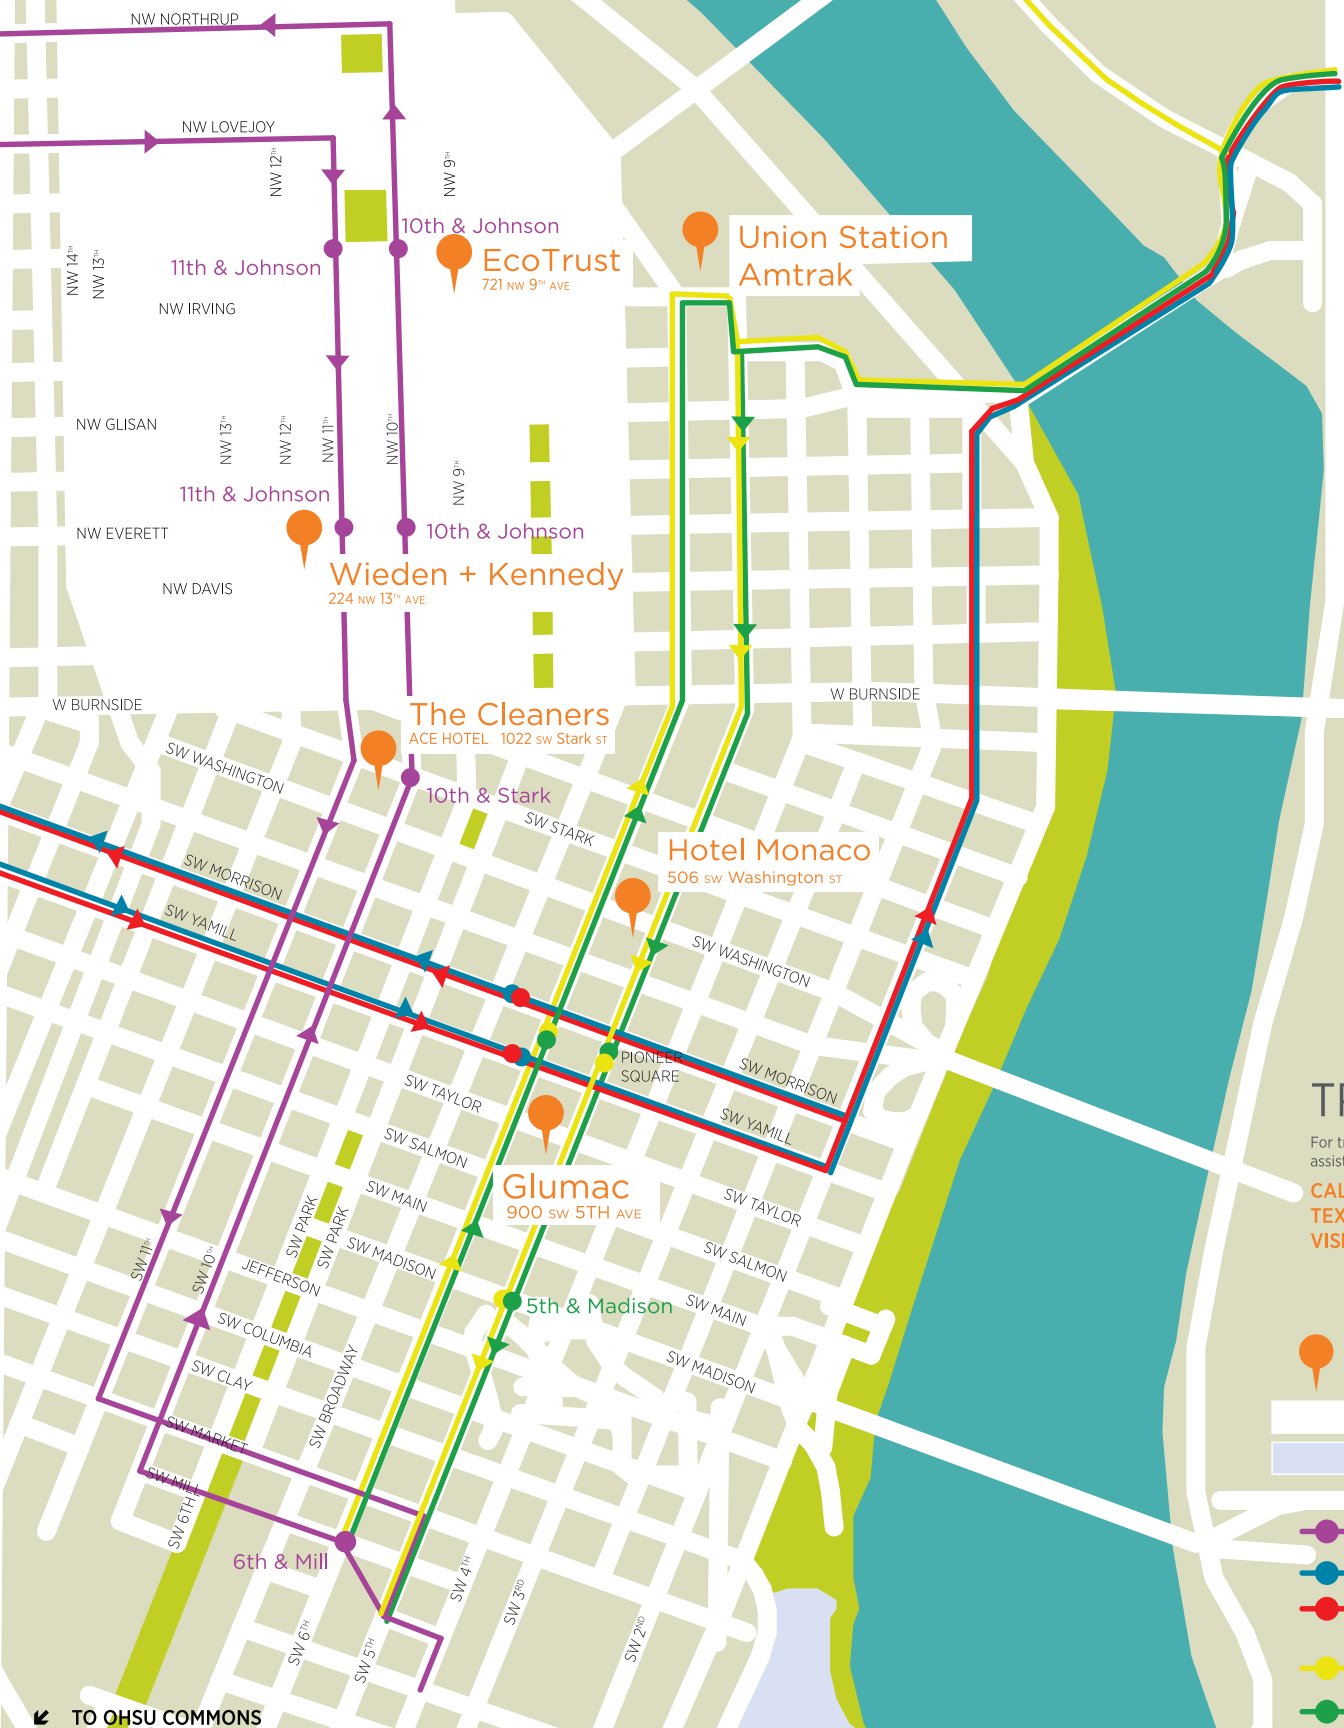 NW NORTHRUP
NW LOVEJOY
NW 12TH
NW 9TH
10th & Johnson
11th & Johnson
EcoTrust
721 NW 9TH AVE
Union Station
Amtrak
NW 14TH
NW 13TH
NW IRVING
NW GLISAN
NW 13TH
NW 12TH
NW 11TH
NW 10TH
NW 9TH
11th & Johnson
10th & Johnson
NW EVERETT
Wieden + Kennedy
224 NW 13TH AVE
NW DAVIS
W BURNSIDE
W BURNSIDE
The Cleaners
ACE HOTEL 1022 SW Stark ST
SW WASHINGTON
10th & Stark
SW STARK
Hotel Monaco
506 SW Washington ST
SW MORRISON
SW YAMILL
SW WASHINGTON
PIONEER
SQUARE
SW MORRISON
SW YAMILL
SW TAYLOR
SW SALMON
SW MAIN
SW MADISON
Glumac
900 SW 5TH AVE
SW TAYLOR
SW SALMON
SW MAIN
SW MADISON
5th & Madison
SW PARK
SW PARK
SW 11TH
SW 10TH
JEFFERSON
SW COLUMBIA
SW CLAY
SW BROADWAY
SW MARKET
SW MILL
SW 6TH
6th & Mill
SW 6TH
SW 5TH
SW 4TH
SW 3RD
SW 2ND
TO OHSU COMMONS
For t
assist
CAL
TEX
VISI